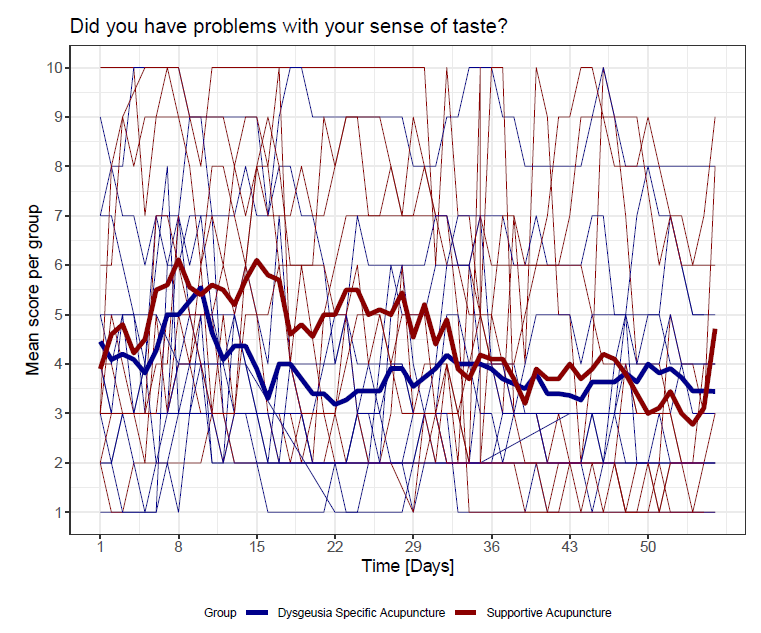 Did you have problems with your sense of taste?
Mean score per group
10
9
8
7
6
5
4
3
2
1
1 8 15 22 29 36 43 50
Time [Days]
Group Dysgeusia Specific Acupuncture Supportive Acupuncture